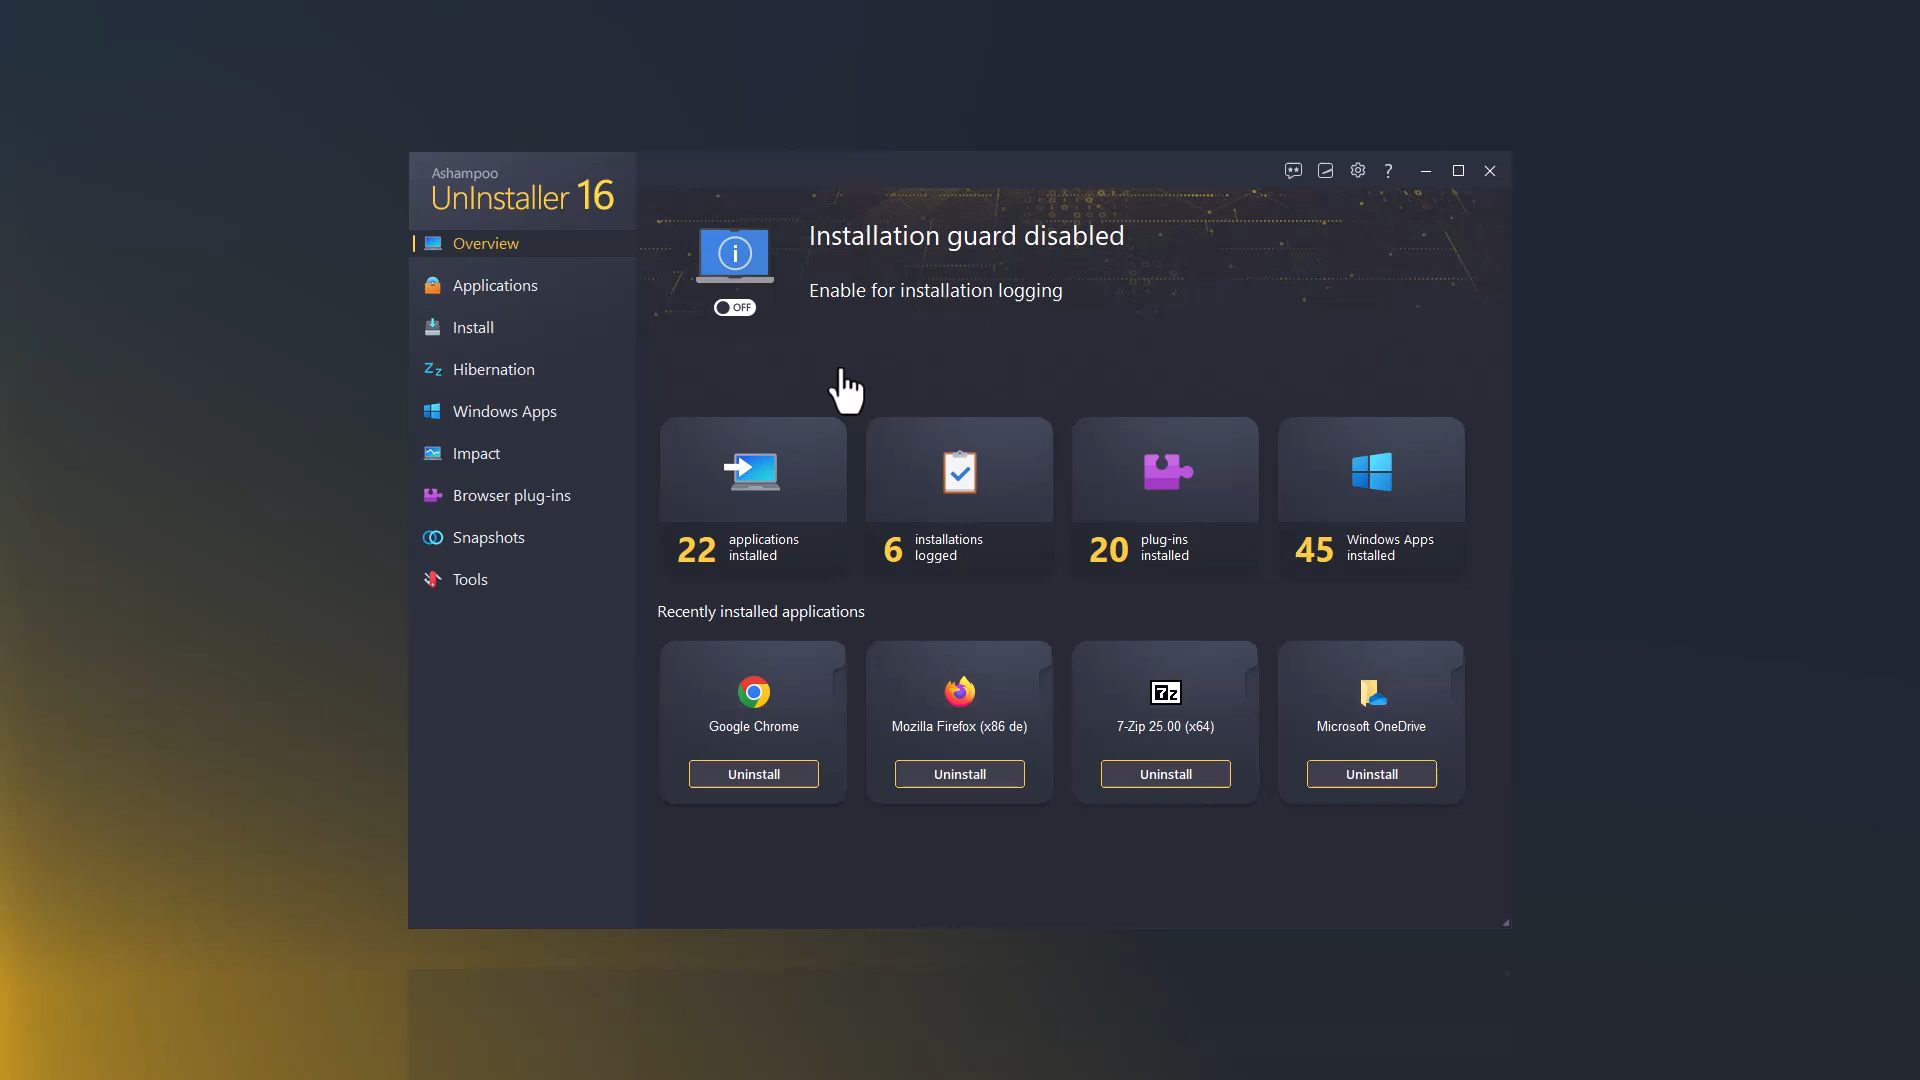 Ashampoo
UnInstaller 16
Overview
Applications
Install
Hibernation
Windows Apps
Impact
Browser plug-ins
Snapshots
Tools
?
i
OFF
Installation guard disabled
Enable for installation logging
22 applications
installed
6 installations
logged
20 plug-ins
installed
45 Windows Apps
installed
Recently installed applications
Google Chrome
Uninstall
Mozilla Firefox (x86 de)
Uninstall
7z
7-Zip 25.00 (x64)
Uninstall
Microsoft OneDrive
Uninstall